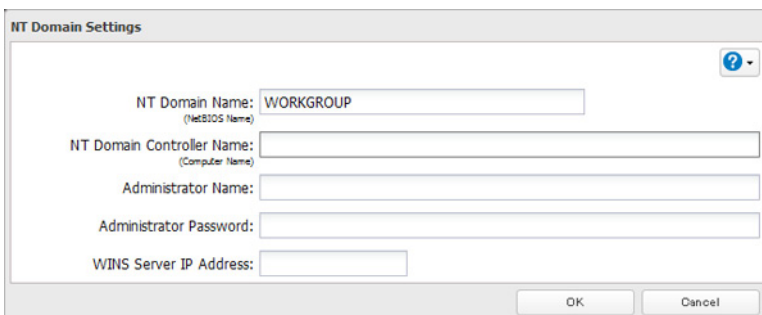 NT Domain Settings
?
NT Domain Name: WORKGROUP
(NetBIOS Name)
NT Domain Controller Name:
(Computer Name)
Administrator Name:
Administrator Password:
WINS Server IP Address:
OK Cancel